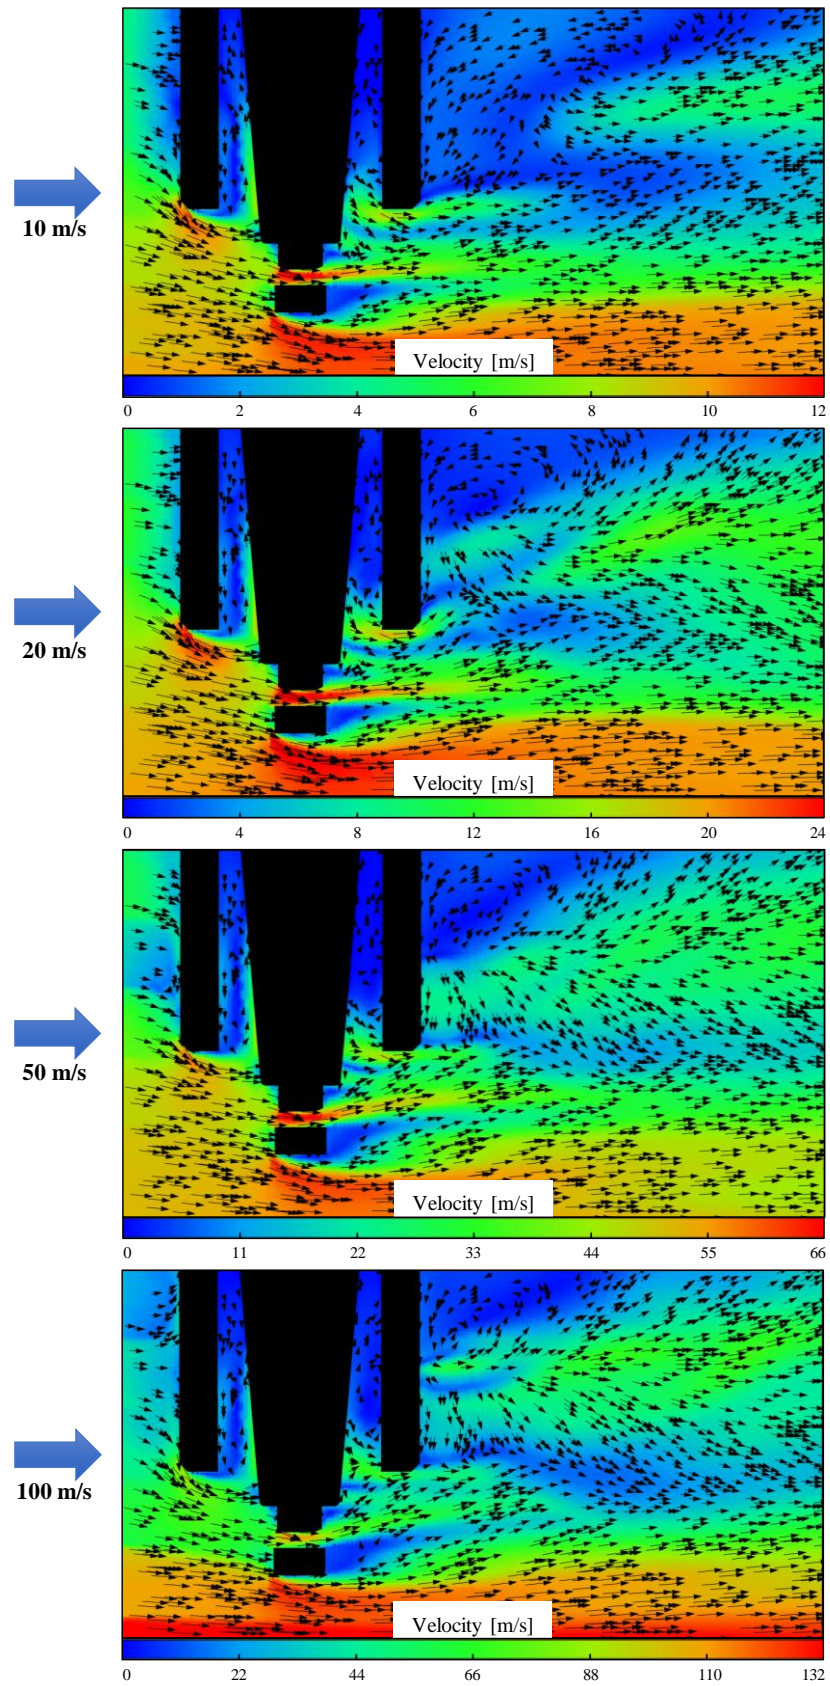 10 m/s
Velocity [m/s]
0 2 4 6 8 10 12
20 m/s
Velocity [m/s]
0 4 8 12 16 20 24
50 m/s
Velocity [m/s]
0 11 22 33 44 55 66
100 m/s
Velocity [m/s]
0 22 44 66 88 110 132